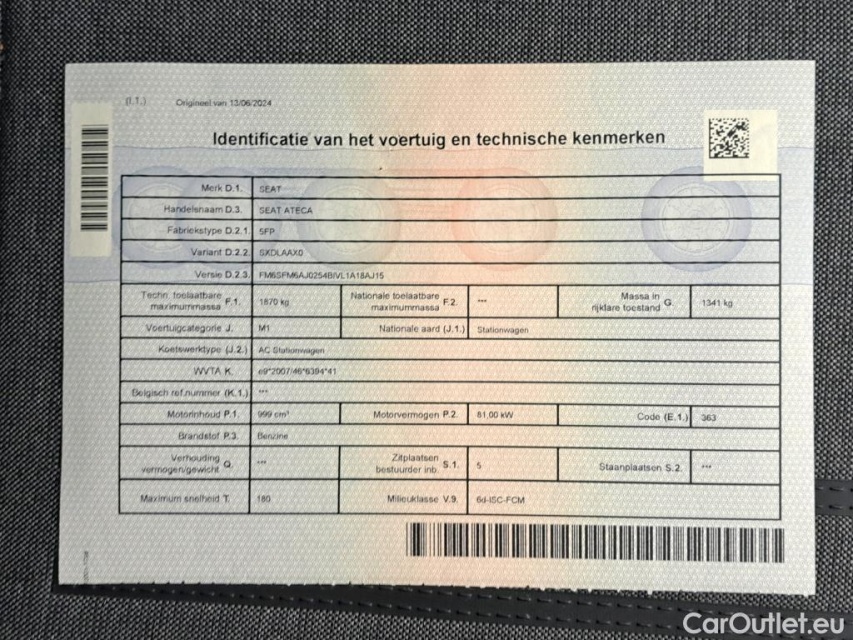 (I.T.) Origineel van 13/06/2024
Identificatie van het voertuig en technische kenmerken
Merk D.1. SEAT
Handelsnaam D.3. SEAT ATECA
Fabriekstype D.2.1. 5FP
Variant D.2.2. SXDLAAX0
Versie D.2.3. FM6SFM6AJ0254BIVL1A18AJ15
Techn. toelaatbare maximummassa F.1. 1870 kg Nationale toelaatbare maximummassa F.2. *** Massa in rijklare toestand G. 1341 kg
Voertuigcategorie J. M1 Nationale aard (J.1.) Stationwagen
Koetswerktype (J.2.) AC Stationwagen
WVTA K. e9*2007/46*6394*41
Belgisch ref.nummer (K.1.) ***
Motorinhoud P.1. 999 cm³ Motorvermogen P.2. 81,00 kW Code (E.1.) 363
Brandstof P.3. Benzine
Verhouding vermogen/gewicht Q. *** Zitplaatsen bestuurder inb. S.1. 5 Staanplaatsen S.2. ***
Maximum snelheid T. 180 Milieuklasse V.9. 6d-ISC-FCM
CarOutlet.eu